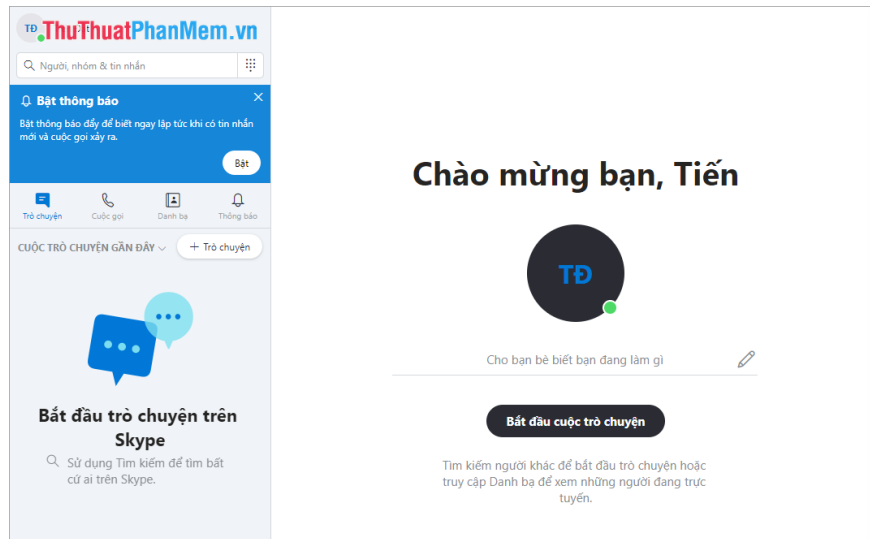 TĐ
ThuThuatPhanMem.vn
Người, nhóm & tin nhắn
Bật thông báo
Bật thông báo đẩy để biết ngay lập tức khi có tin nhắn
mới và cuộc gọi xảy ra.
Bật
Trò chuyện Cuộc gọi Danh bạ Thông báo
CUỘC TRÒ CHUYỆN GẦN ĐÂY + Trò chuyện
Bắt đầu trò chuyện trên
Skype
Sử dụng Tìm kiếm để tìm bất
cứ ai trên Skype.
Chào mừng bạn, Tiến
TĐ
Cho bạn bè biết bạn đang làm gì
Bắt đầu cuộc trò chuyện
Tìm kiếm người khác để bắt đầu trò chuyện hoặc
truy cập Danh bạ để xem những người đang trực
tuyến.